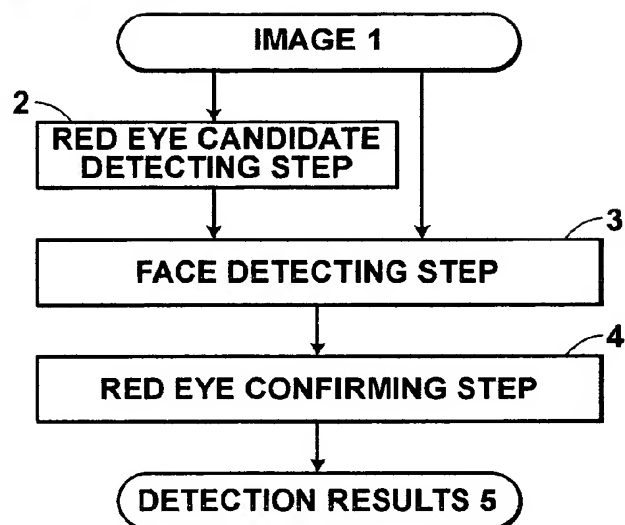 IMAGE 1
2
RED EYE CANDIDATE
DETECTING STEP
3
FACE DETECTING STEP
4
RED EYE CONFIRMING STEP
DETECTION RESULTS 5